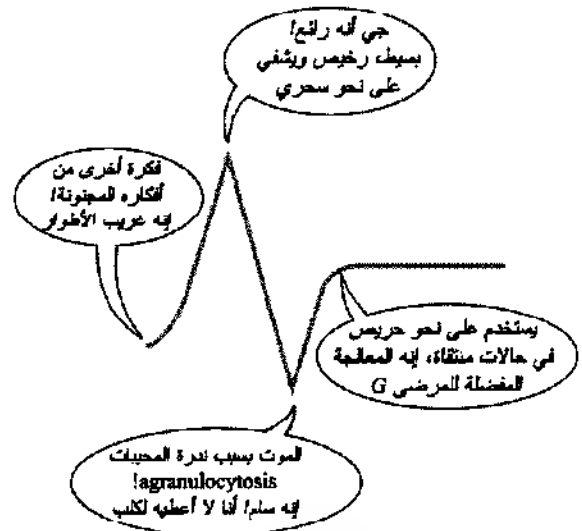 جي أنه رائع!
بسيط، رخيص ويشفي
على نحو سحري
فكرة أخرى من
أفكاره المجنونة!
إنه غريب الأطوار
يستخدم على نحو حريص
في حالات منتقاة، إنه المعالجة
المفضلة للمرضى G
الموت بسبب ندرة المحببات
agranulocytosis!
إنه سام! أنا لا أعطيه لكلب